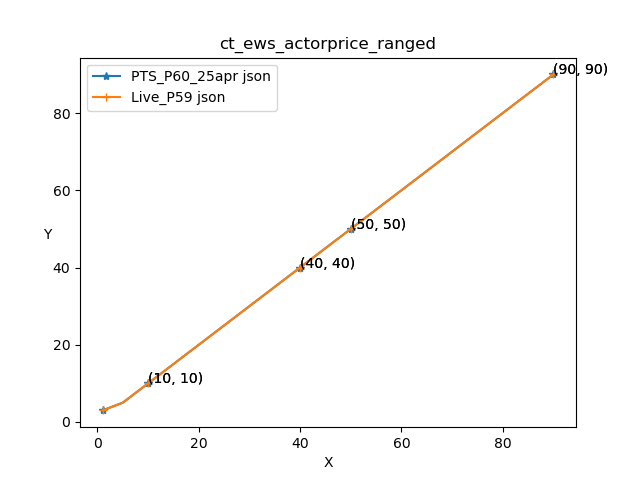 ct_ews_actorprice_ranged
PTS_P60_25apr json
Live_P59 json
(90, 90)
(50, 50)
(40, 40)
(10, 10)
80
60
40
20
0
Y
0 20 40 60 80
X